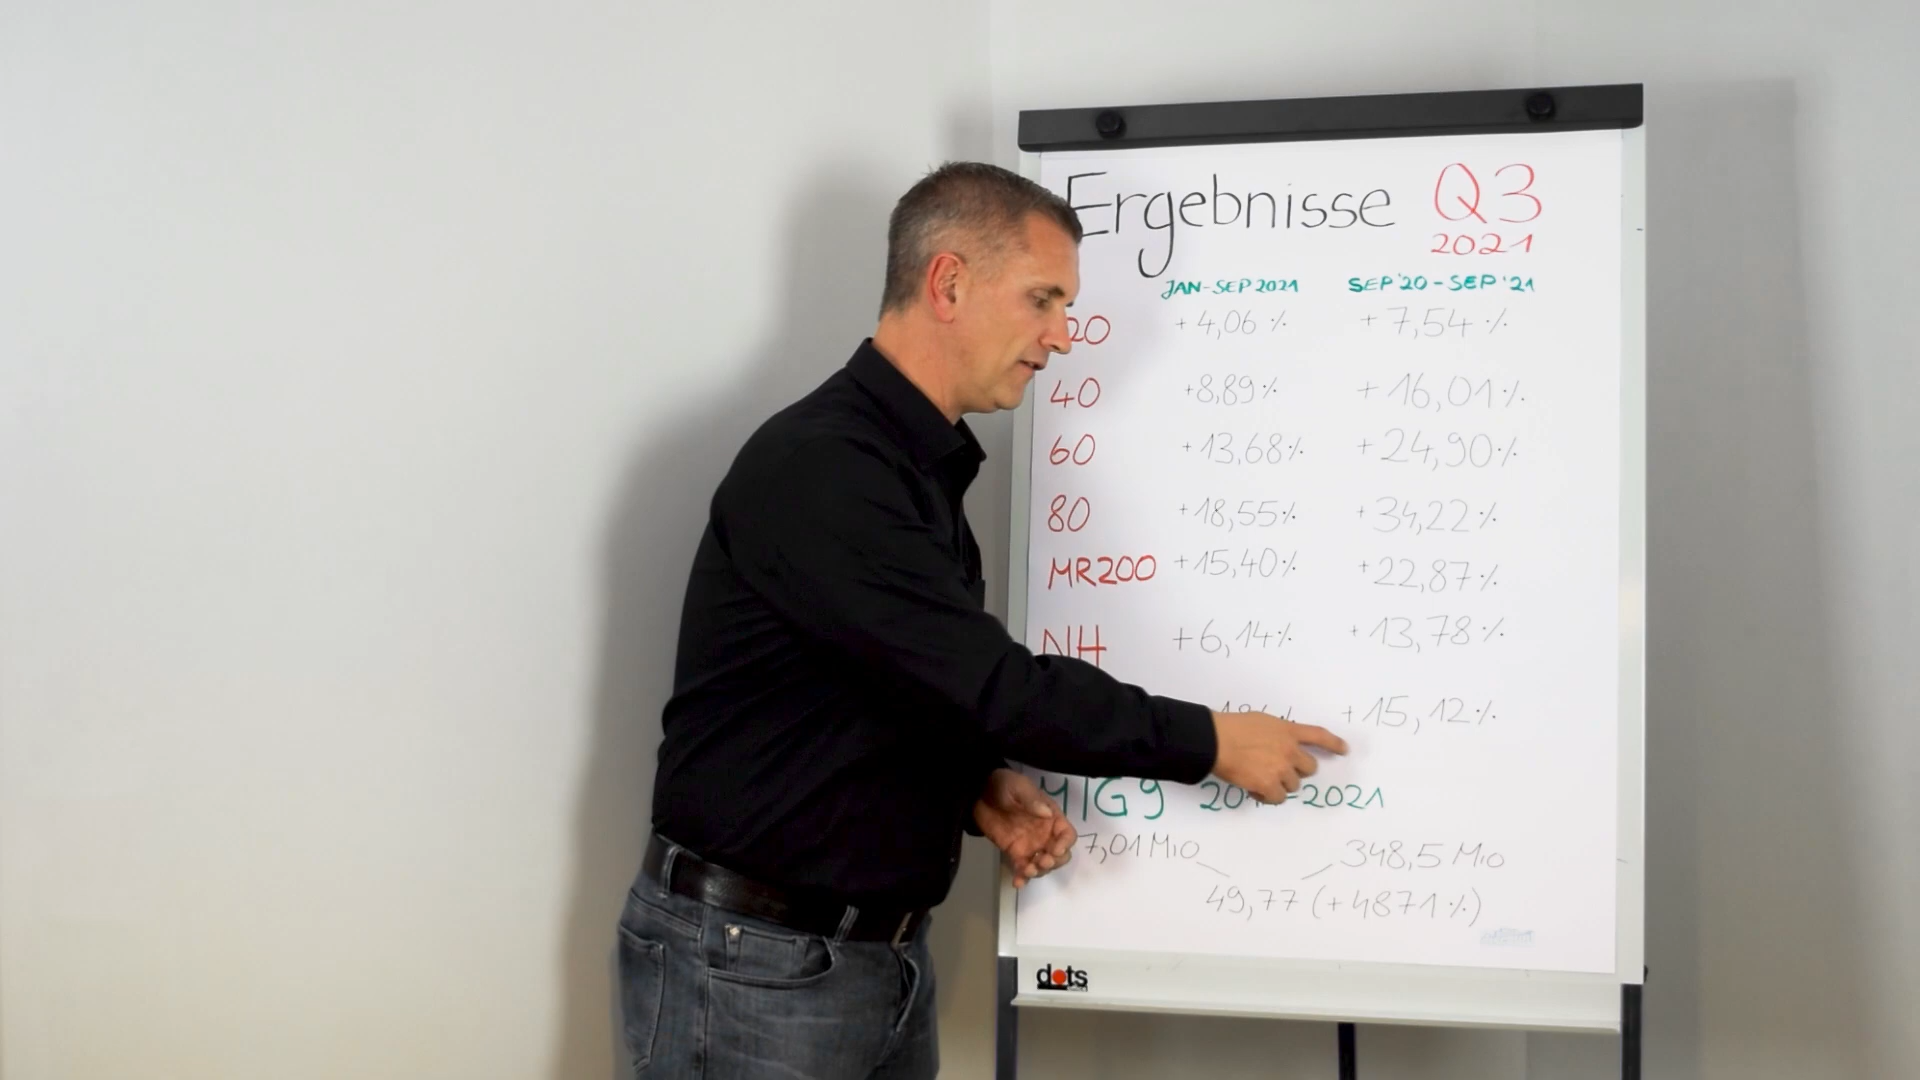 Ergebnisse Q3
2021
JAN-SEP 2021 SEP'20-SEP'21
20 +4,06 % +7,54 %
40 +8,89 % +16,01 %
60 +13,68 % +24,90 %
80 +18,55 % +34,22 %
MR200 +15,40 % +22,87 %
NH +6,14 % +13,78 %
+15,12 %
MIG 9 -2021
7,01 Mio 348,5 Mio
49,77 (+4871 %)
dots